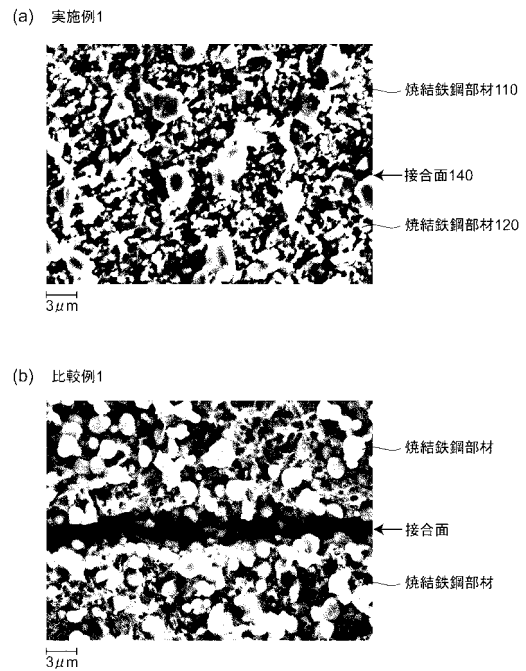 (a) 実施例1
焼結鉄鋼部材110
接合面140
焼結鉄鋼部材120
3μm
(b) 比較例1
焼結鉄鋼部材
接合面
焼結鉄鋼部材
3μm